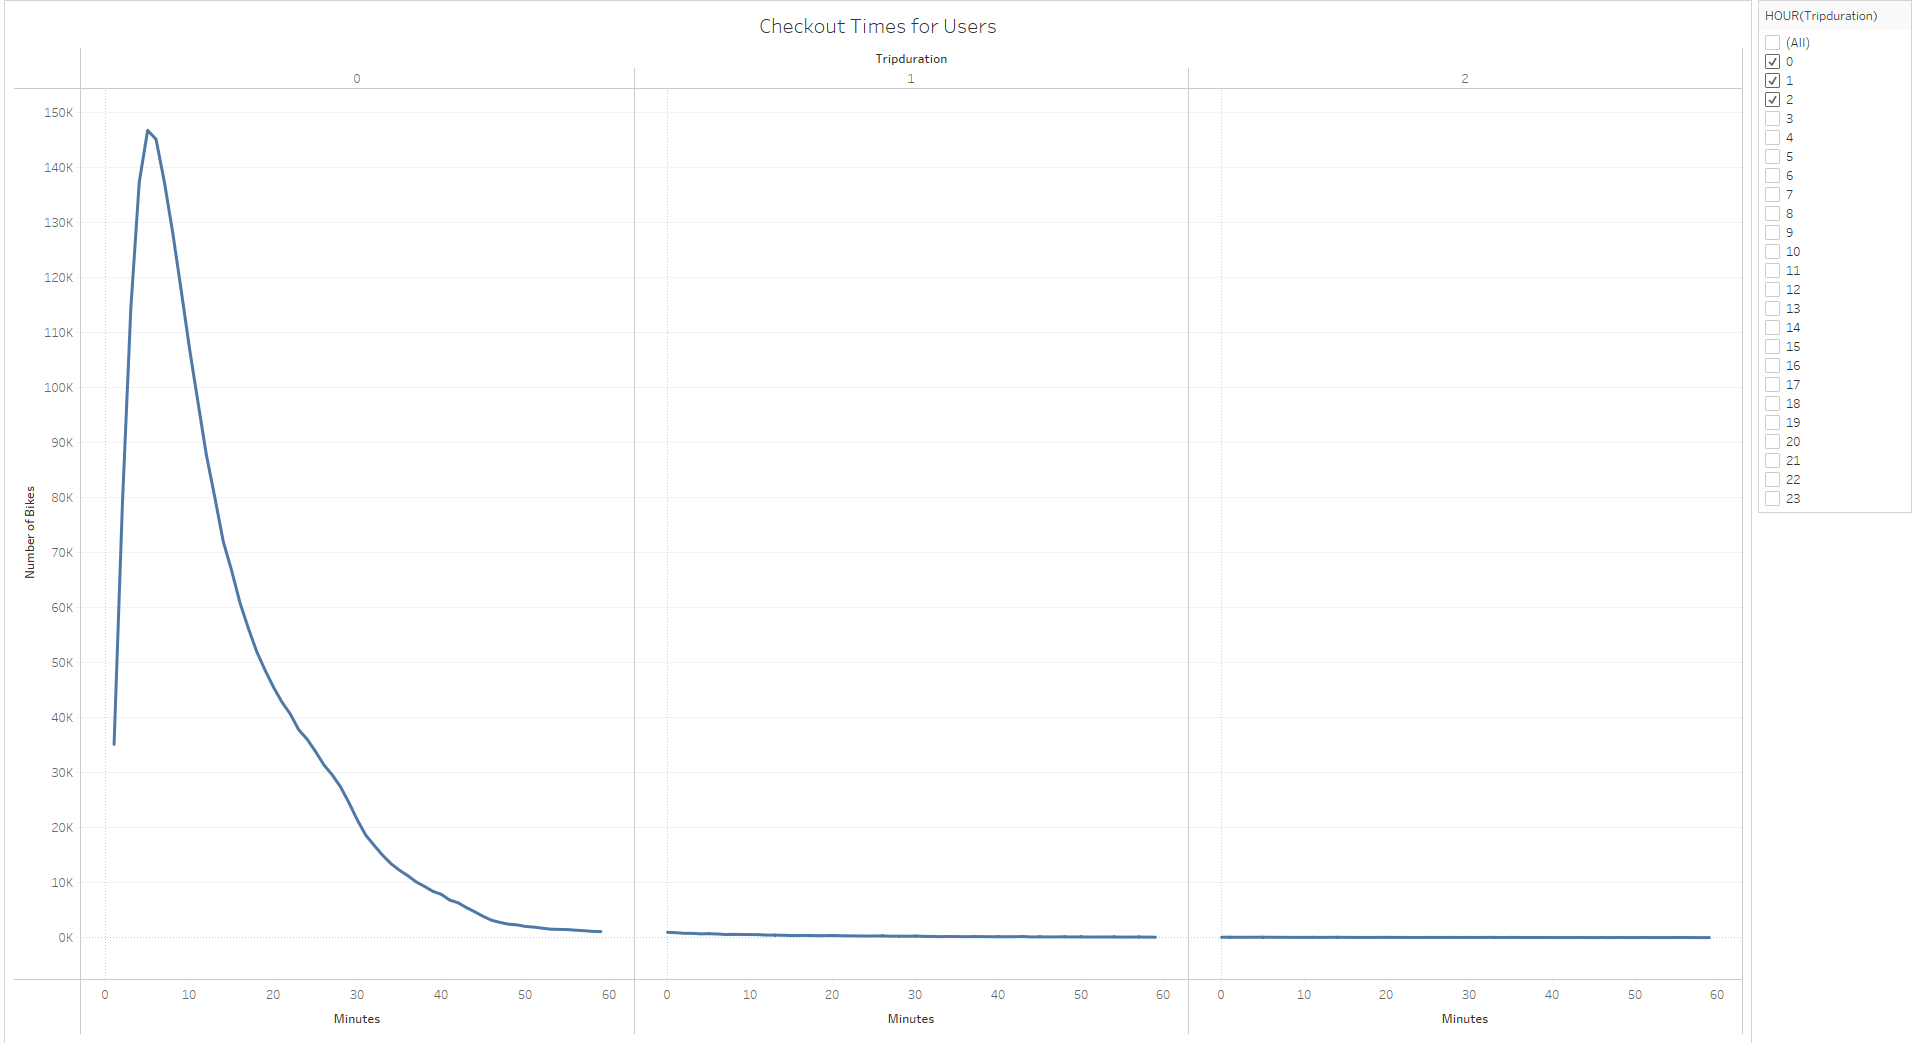 Checkout Times for Users
Tripduration
0 1 2
150K
140K
130K
120K
110K
100K
90K
80K
70K
60K
50K
40K
30K
20K
10K
0K
Number of Bikes
0 10 20 30 40 50 60 0 10 20 30 40 50 60 0 10 20 30 40 50 60
Minutes Minutes Minutes
HOUR(Tripduration)
(All)
0
1
2
3
4
5
6
7
8
9
10
11
12
13
14
15
16
17
18
19
20
21
22
23